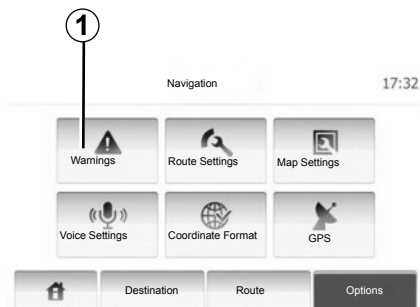 1
Navigation 17:32
Warnings Route Settings Map Settings
Voice Settings Coordinate Format GPS
Destination Route Options